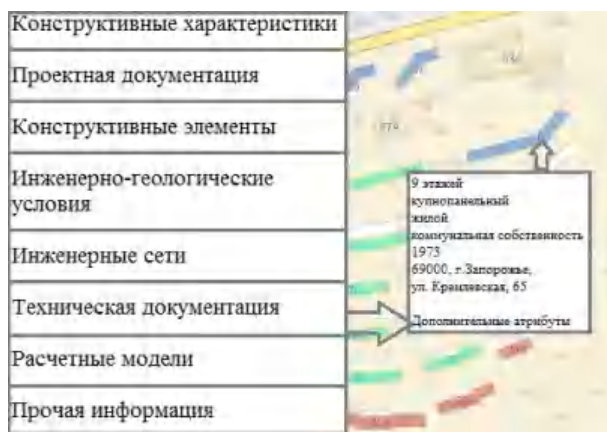 Конструктивные характеристики
Проектная документация
Конструктивные элементы
Инженерно-геологические
условия
Инженерные сети
Техническая документация
Расчетные модели
Прочая информация
9 этажей
купнопанельный
жилой
коммунальная собственность
1973
69000, г.Запорожье,
ул. Кремлевская, 65
Дополнительные атрибуты